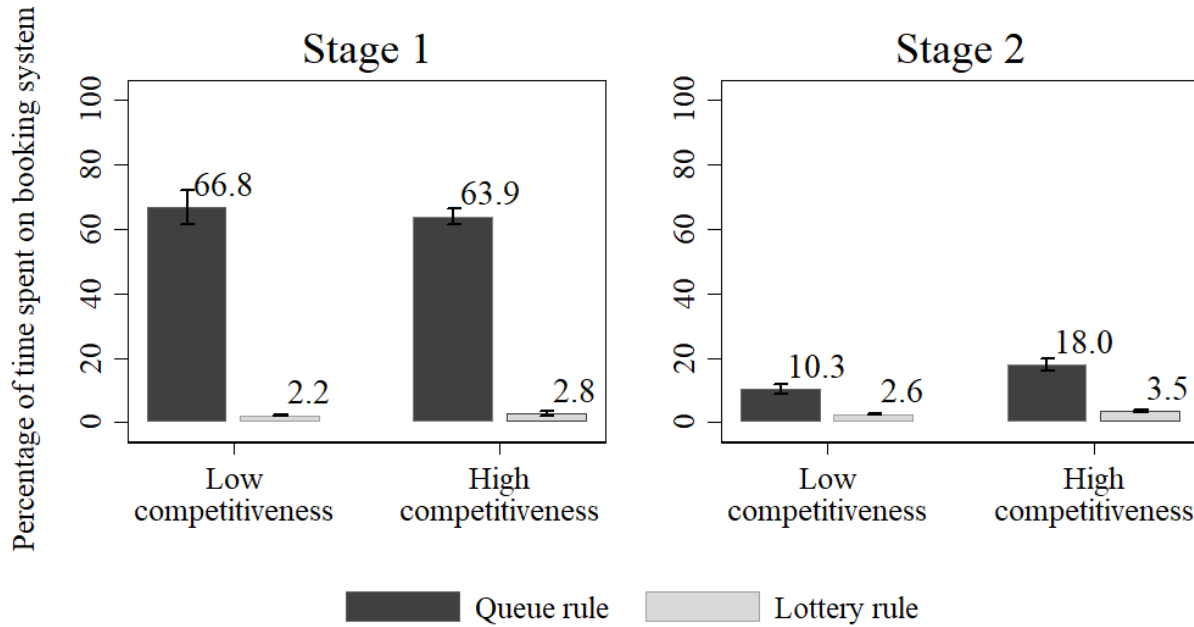 Percentage of time spent on booking system
Stage 1
100
80
60
40
20
0
66.8
2.2
63.9
2.8
Low
competitiveness
High
competitiveness
Stage 2
100
80
60
40
20
0
10.3
2.6
18.0
3.5
Low
competitiveness
High
competitiveness
Queue rule
Lottery rule